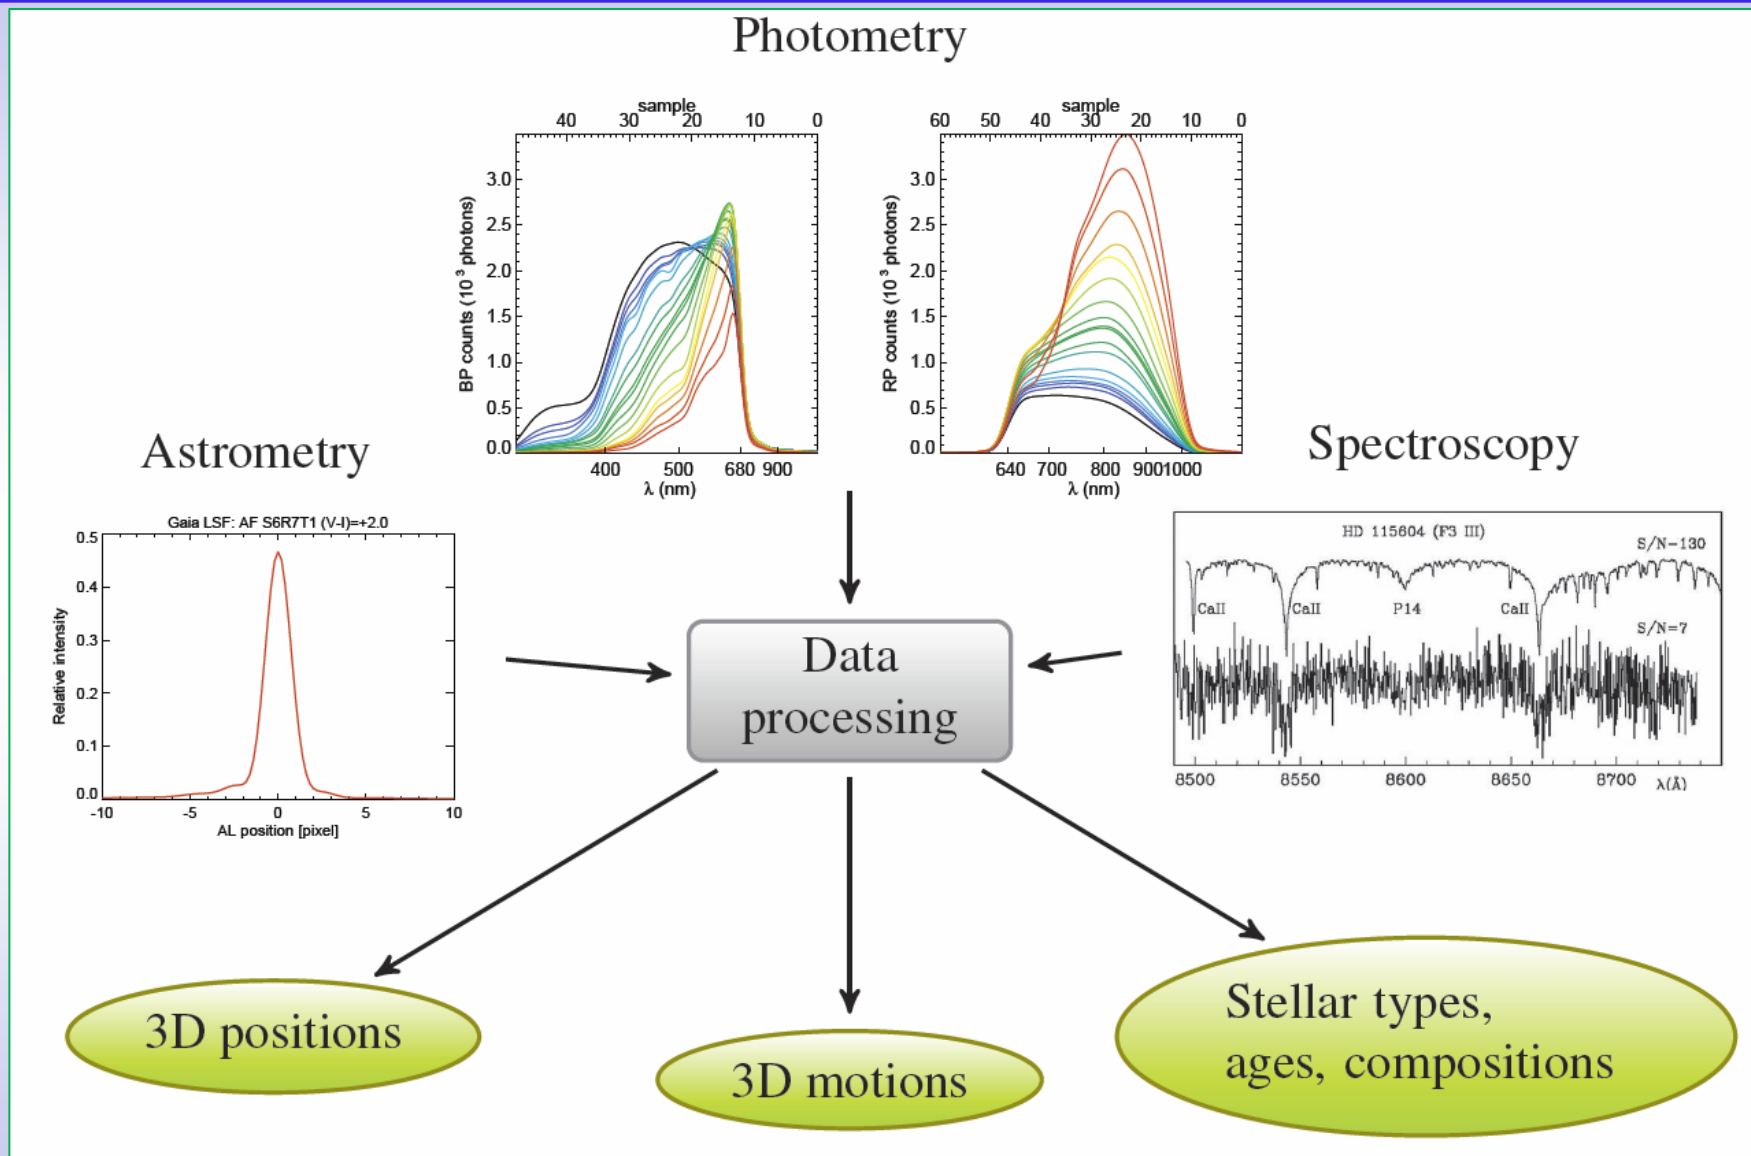 Photometry
sample
40 30 20 10 0
3.0
2.5
2.0
1.5
1.0
0.5
0.0
BP counts (10 3 photons)
400 500 680 900
λ (nm)
sample
60 50 40 30 20 10 0
3.0
2.5
2.0
1.5
1.0
0.5
0.0
RP counts (10 3 photons)
640 700 800 9001000
λ (nm)
Astrometry
Gaia LSF: AF S6R7T1 (V-I)=+2.0
0.5
0.4
0.3
0.2
0.1
0.0
Relative intensity
-10 -5 0 5 10
AL position [pixel]
Spectroscopy
HD 115604 (F3 III)
S/N-130
CaII CaII P14 CaII
S/N=7
8500 8550 8600 8650 8700 λ(Å)
Data
processing
3D positions
3D motions
Stellar types,
ages, compositions